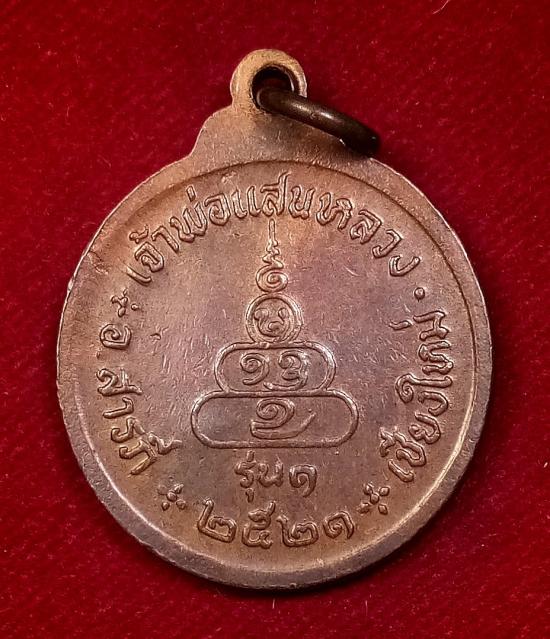 เจ้าพ่อแสนหลวง
อ. สารภี
เชียงใหม่
รุ่น๑
๒๕๒๑